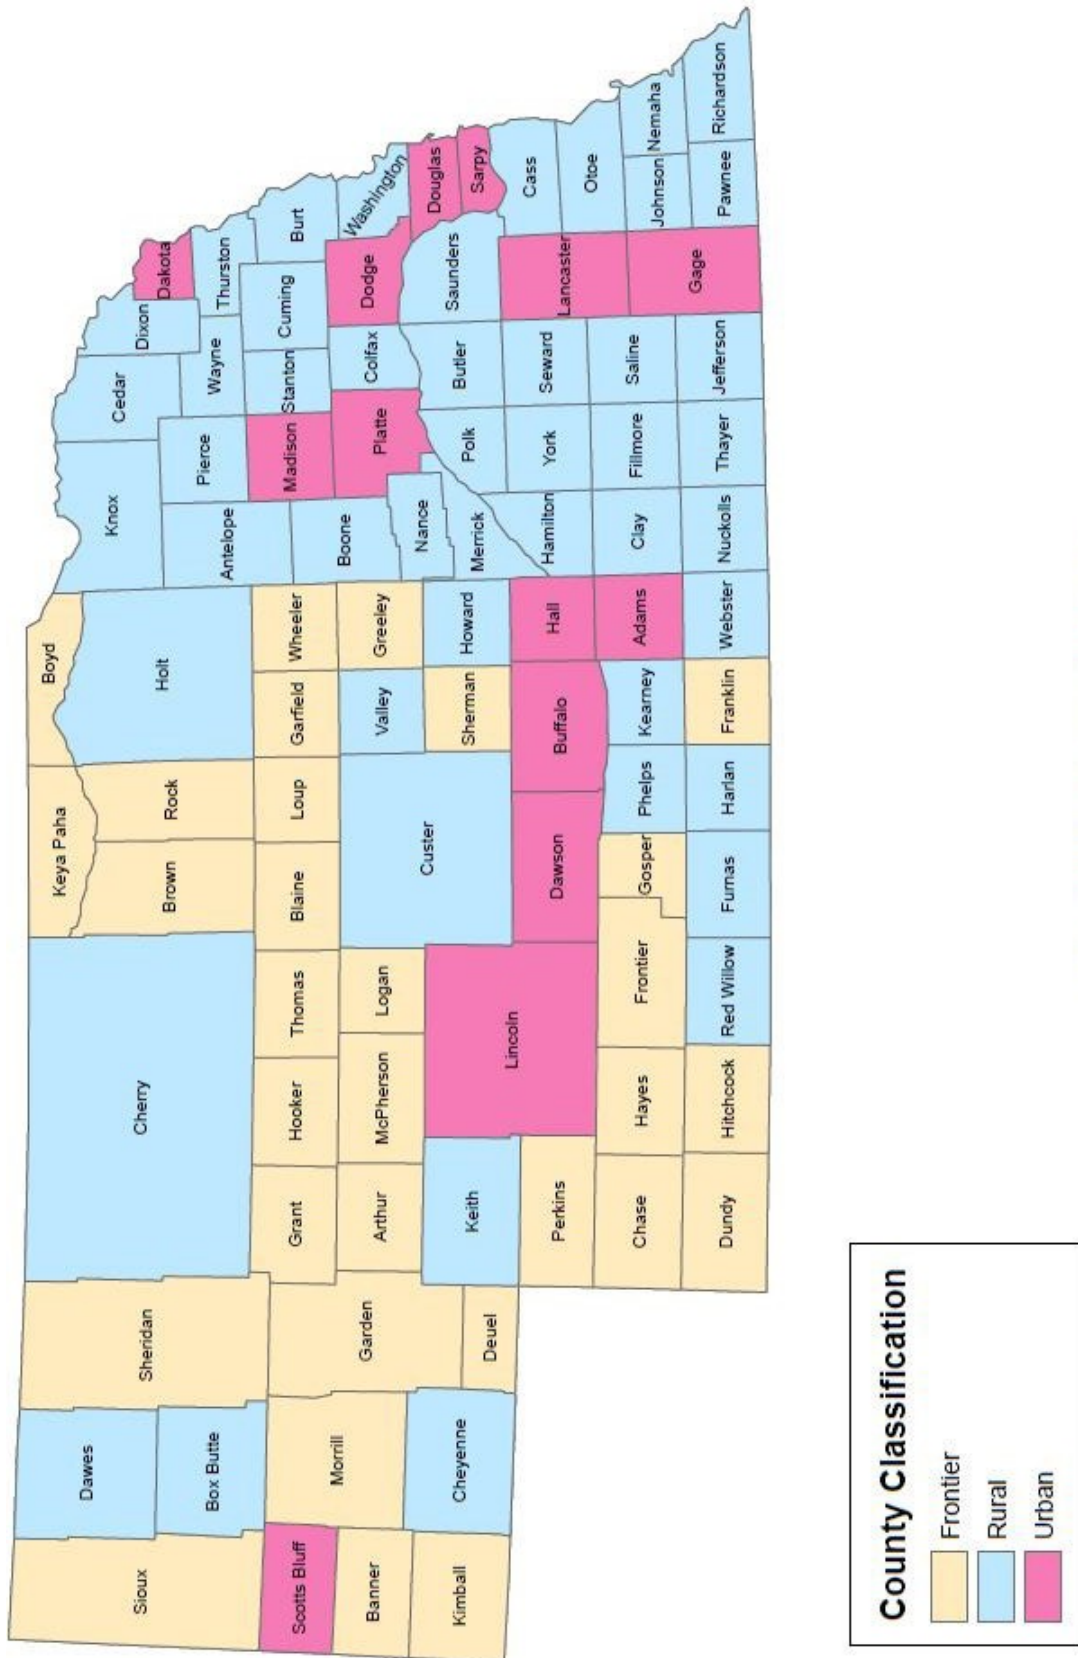 Sioux
Dawes
Box Butte
Sheridan
Cherry
Keya Paha
Boyd
Brown
Rock
Holt
Knox
Cedar
Dixon
Dakota
Antelope
Pierce
Wayne
Thurston
Scotts Bluff
Banner
Kimball
Morrill
Cheyenne
Garden
Deuel
Grant
Hooker
Thomas
Blaine
Loup
Garfield
Wheeler
Boone
Madison
Stanton
Cuming
Burt
Arthur
McPherson
Logan
Custer
Valley
Greeley
Nance
Platte
Colfax
Dodge
Washington
Keith
Lincoln
Sherman
Howard
Merrick
Polk
Butler
Saunders
Douglas
Sarpy
Perkins
Dawson
Buffalo
Hall
Hamilton
York
Seward
Lancaster
Cass
Otoe
Chase
Hayes
Frontier
Gosper
Phelps
Kearney
Adams
Clay
Fillmore
Saline
Gage
Johnson
Nemaha
Dundy
Hitchcock
Red Willow
Furnas
Harlan
Franklin
Webster
Nuckolls
Thayer
Jefferson
Pawnee
Richardson
County Classification
Frontier
Rural
Urban